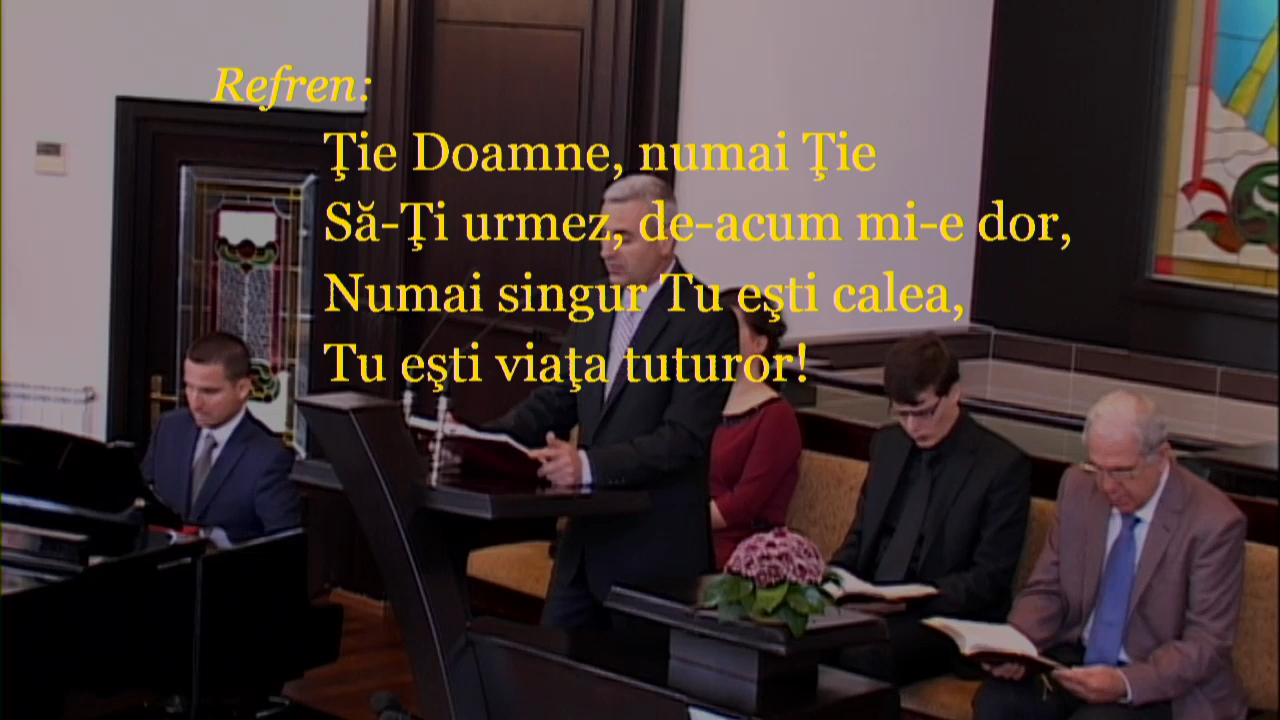 Refren:
Ţie Doamne, numai Ţie
Să-Ţi urmez, de-acum mi-e dor,
Numai singur Tu eşti calea,
Tu eşti viaţa tuturor!